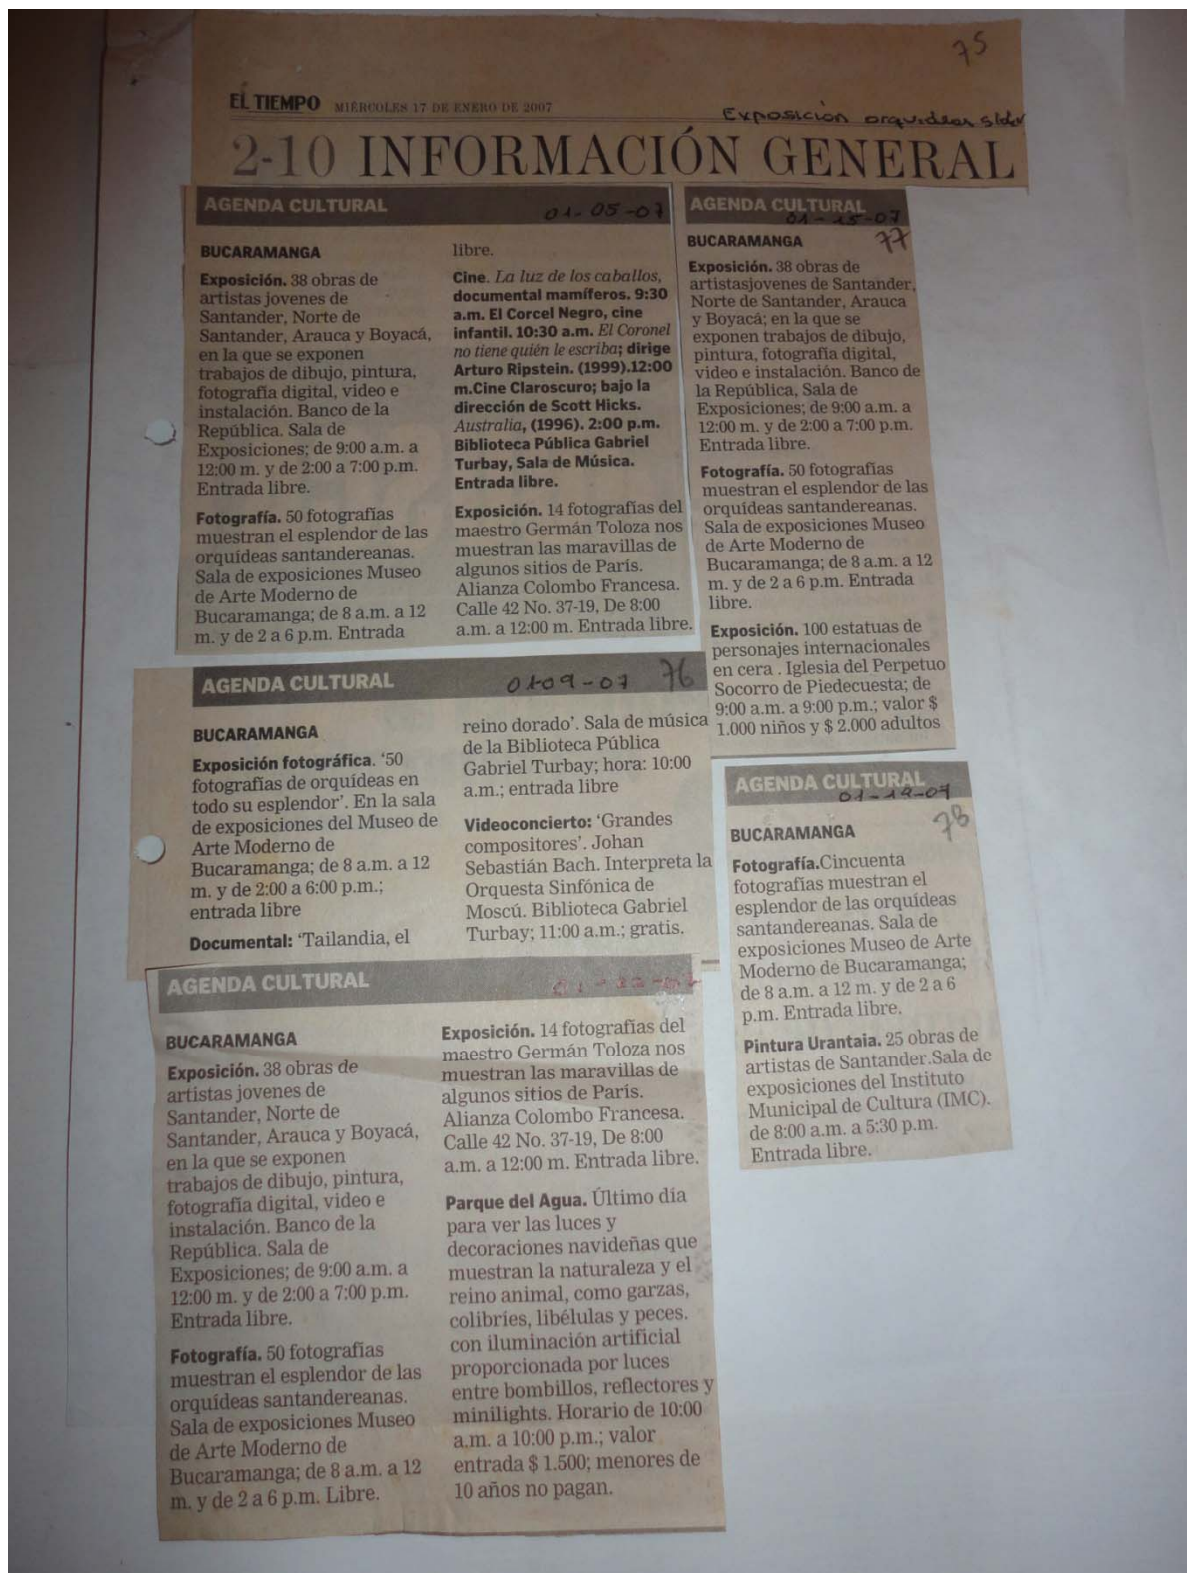 75
EL TIEMPO MIÉRCOLES 17 DE ENERO DE 2007
Exposición orquídeas
2-10 INFORMACIÓN GENERAL
AGENDA CULTURAL 01-05-07
BUCARAMANGA
Exposición. 38 obras de
artistas jovenes de
Santander, Norte de
Santander, Arauca y Boyacá,
en la que se exponen
trabajos de dibujo, pintura,
fotografía digital, video e
instalación. Banco de la
República. Sala de
Exposiciones; de 9:00 a.m. a
12:00 m. y de 2:00 a 7:00 p.m.
Entrada libre.
Fotografía. 50 fotografías
muestran el esplendor de las
orquídeas santandereanas.
Sala de exposiciones Museo
de Arte Moderno de
Bucaramanga; de 8 a.m. a 12
m. y de 2 a 6 p.m. Entrada
libre.
Cine. La luz de los caballos,
documental mamíferos. 9:30
a.m. El Corcel Negro, cine
infantil. 10:30 a.m. El Coronel
no tiene quién le escriba; dirige
Arturo Ripstein. (1999).12:00
m.Cine Claroscuro; bajo la
dirección de Scott Hicks.
Australia, (1996). 2:00 p.m.
Biblioteca Pública Gabriel
Turbay, Sala de Música.
Entrada libre.
Exposición. 14 fotografías del
maestro Germán Toloza nos
muestran las maravillas de
algunos sitios de París.
Alianza Colombo Francesa.
Calle 42 No. 37-19, De 8:00
a.m. a 12:00 m. Entrada libre.
AGENDA CULTURAL
01-15-07
77
BUCARAMANGA
Exposición. 38 obras de
artistasjovenes de Santander,
Norte de Santander, Arauca
y Boyacá; en la que se
exponen trabajos de dibujo,
pintura, fotografía digital,
video e instalación. Banco de
la República, Sala de
Exposiciones; de 9:00 a.m. a
12:00 m. y de 2:00 a 7:00 p.m.
Entrada libre.
Fotografía. 50 fotografías
muestran el esplendor de las
orquídeas santandereanas.
Sala de exposiciones Museo
de Arte Moderno de
Bucaramanga; de 8 a.m. a 12
m. y de 2 a 6 p.m. Entrada
libre.
Exposición. 100 estatuas de
personajes internacionales
en cera . Iglesia del Perpetuo
Socorro de Piedecuesta; de
9:00 a.m. a 9:00 p.m.; valor $
1.000 niños y $ 2.000 adultos
AGENDA CULTURAL 01-09-07 76
BUCARAMANGA
Exposición fotográfica. ‘50
fotografías de orquídeas en
todo su esplendor’. En la sala
de exposiciones del Museo de
Arte Moderno de
Bucaramanga; de 8 a.m. a 12
m. y de 2:00 a 6:00 p.m.;
entrada libre
Documental: ‘Tailandia, el
reino dorado’. Sala de música
de la Biblioteca Pública
Gabriel Turbay; hora: 10:00
a.m.; entrada libre
Videoconcierto: ‘Grandes
compositores’. Johan
Sebastián Bach. Interpreta la
Orquesta Sinfónica de
Moscú. Biblioteca Gabriel
Turbay; 11:00 a.m.; gratis.
AGENDA CULTURAL
01-19-07
78
BUCARAMANGA
Fotografía.Cincuenta
fotografías muestran el
esplendor de las orquídeas
santandereanas. Sala de
exposiciones Museo de Arte
Moderno de Bucaramanga;
de 8 a.m. a 12 m. y de 2 a 6
p.m. Entrada libre.
Pintura Urantaia. 25 obras de
artistas de Santander.Sala de
exposiciones del Instituto
Municipal de Cultura (IMC).
de 8:00 a.m. a 5:30 p.m.
Entrada libre.
AGENDA CULTURAL 01-22-07
BUCARAMANGA
Exposición. 38 obras de
artistas jovenes de
Santander, Norte de
Santander, Arauca y Boyacá,
en la que se exponen
trabajos de dibujo, pintura,
fotografía digital, video e
instalación. Banco de la
República. Sala de
Exposiciones; de 9:00 a.m. a
12:00 m. y de 2:00 a 7:00 p.m.
Entrada libre.
Fotografía. 50 fotografías
muestran el esplendor de las
orquídeas santandereanas.
Sala de exposiciones Museo
de Arte Moderno de
Bucaramanga; de 8 a.m. a 12
m. y de 2 a 6 p.m. Libre.
Exposición. 14 fotografías del
maestro Germán Toloza nos
muestran las maravillas de
algunos sitios de París.
Alianza Colombo Francesa.
Calle 42 No. 37-19, De 8:00
a.m. a 12:00 m. Entrada libre.
Parque del Agua. Último día
para ver las luces y
decoraciones navideñas que
muestran la naturaleza y el
reino animal, como garzas,
colibríes, libélulas y peces.
con iluminación artificial
proporcionada por luces
entre bombillos, reflectores y
minilights. Horario de 10:00
a.m. a 10:00 p.m.; valor
entrada $ 1.500; menores de
10 años no pagan.